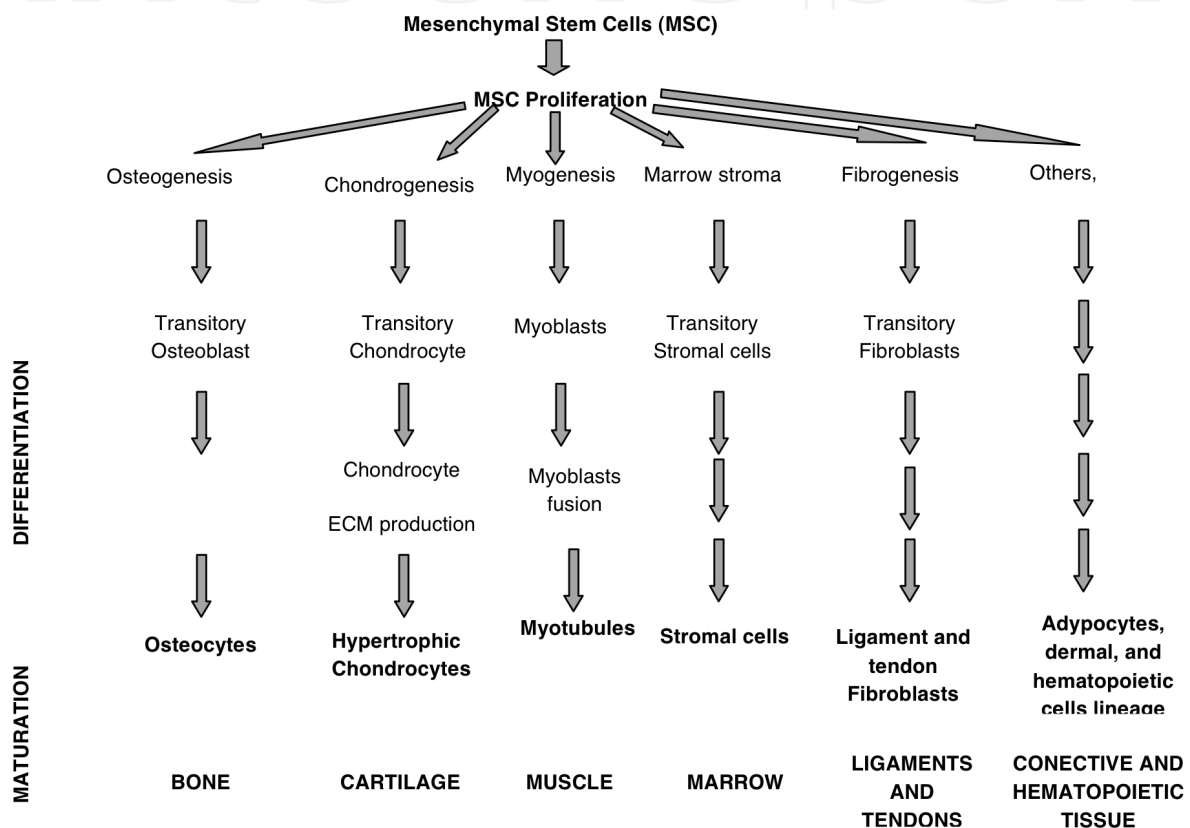 Mesenchymal Stem Cells (MSC)
MSC Proliferation
Osteogenesis
Chondrogenesis
Myogenesis
Marrow stroma
Fibrogenesis
Others,
DIFFERENTIATION
Transitory
Osteoblast
Transitory
Chondrocyte
Myoblasts
Transitory
Stromal cells
Transitory
Fibroblasts
Chondrocyte
ECM production
Myoblasts
fusion
MATURATION
Osteocytes
Hypertrophic
Chondrocytes
Myotubules
Stromal cells
Ligament and
tendon
Fibroblasts
Adypocytes,
dermal, and
hematopoietic
cells lineage
BONE
CARTILAGE
MUSCLE
MARROW
LIGAMENTS
AND
TENDONS
CONECTIVE AND
HEMATOPOIETIC
TISSUE